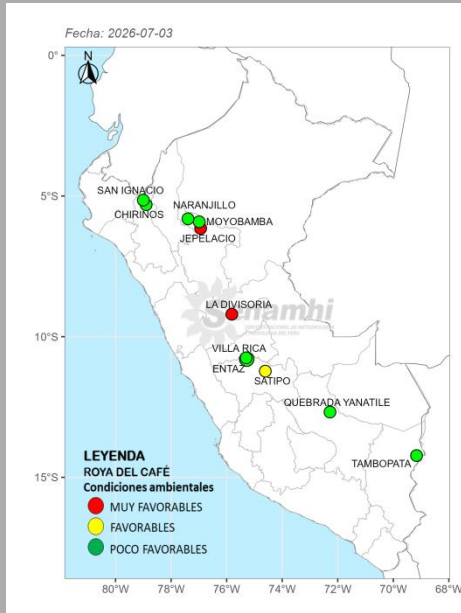 Fecha: 2026-07-03
N
0°
5°S
10°S
15°S
SAN IGNACIO
CHIRINOS
NARANJILLO
MOYOBAMBA
JEPELACIO
LA DIVISORIA
Senamhi
VILLA RICA
ENTAZ
SATIPO
QUEBRADA YANATILE
TAMBOPATA
LEYENDA
ROYA DEL CAFÉ
Condiciones ambientales
MUY FAVORABLES
FAVORABLES
POCO FAVORABLES
80°W 78°W 76°W 74°W 72°W 70°W 68°W